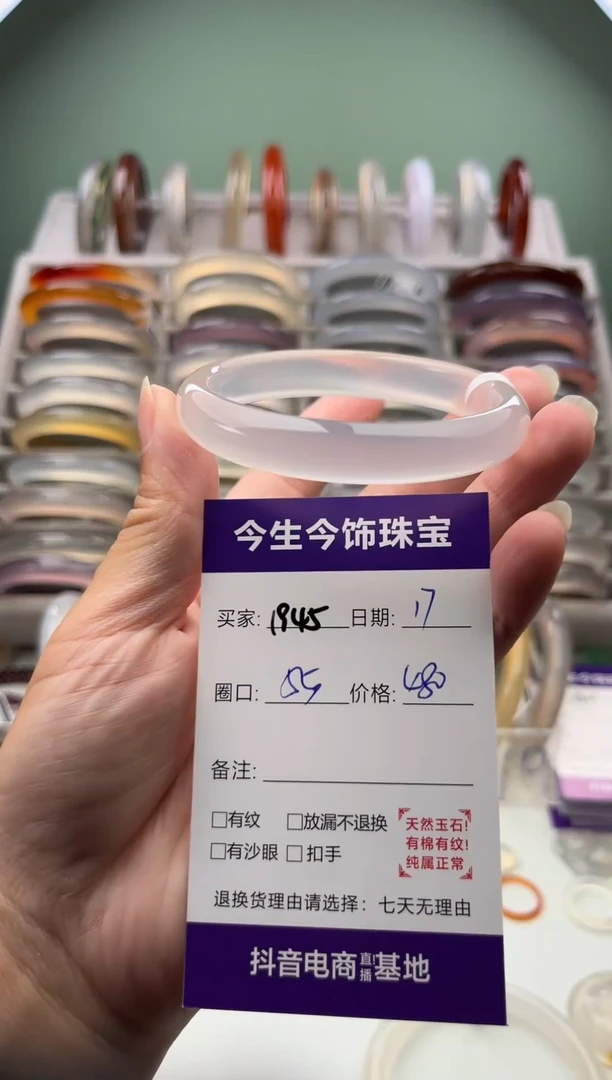 今生今饰珠宝
买家: 1945 日期: 17
圈口: 55 价格: 480
备注:
□有纹 □放漏不退换
□有沙眼 □扣手
天然玉石!
有棉有纹!
纯属正常
退换货理由请选择：七天无理由
抖音电商直播基地